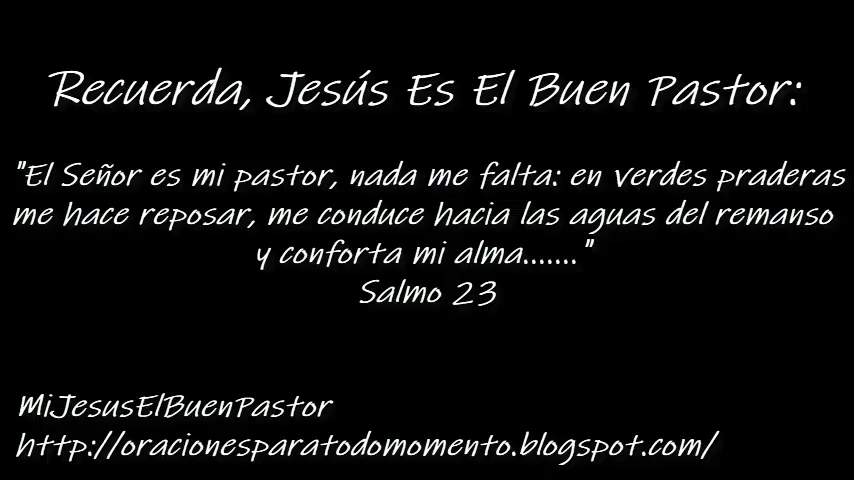 Recuerda, Jesús Es El Buen Pastor:
"El Señor es mi pastor, nada me falta: en verdes praderas
me hace reposar, me conduce hacia las aguas del remanso
y conforta mi alma......."
Salmo 23
MiJesusElBuenPastor
http://oracionesparatodomomento.blogspot.com/